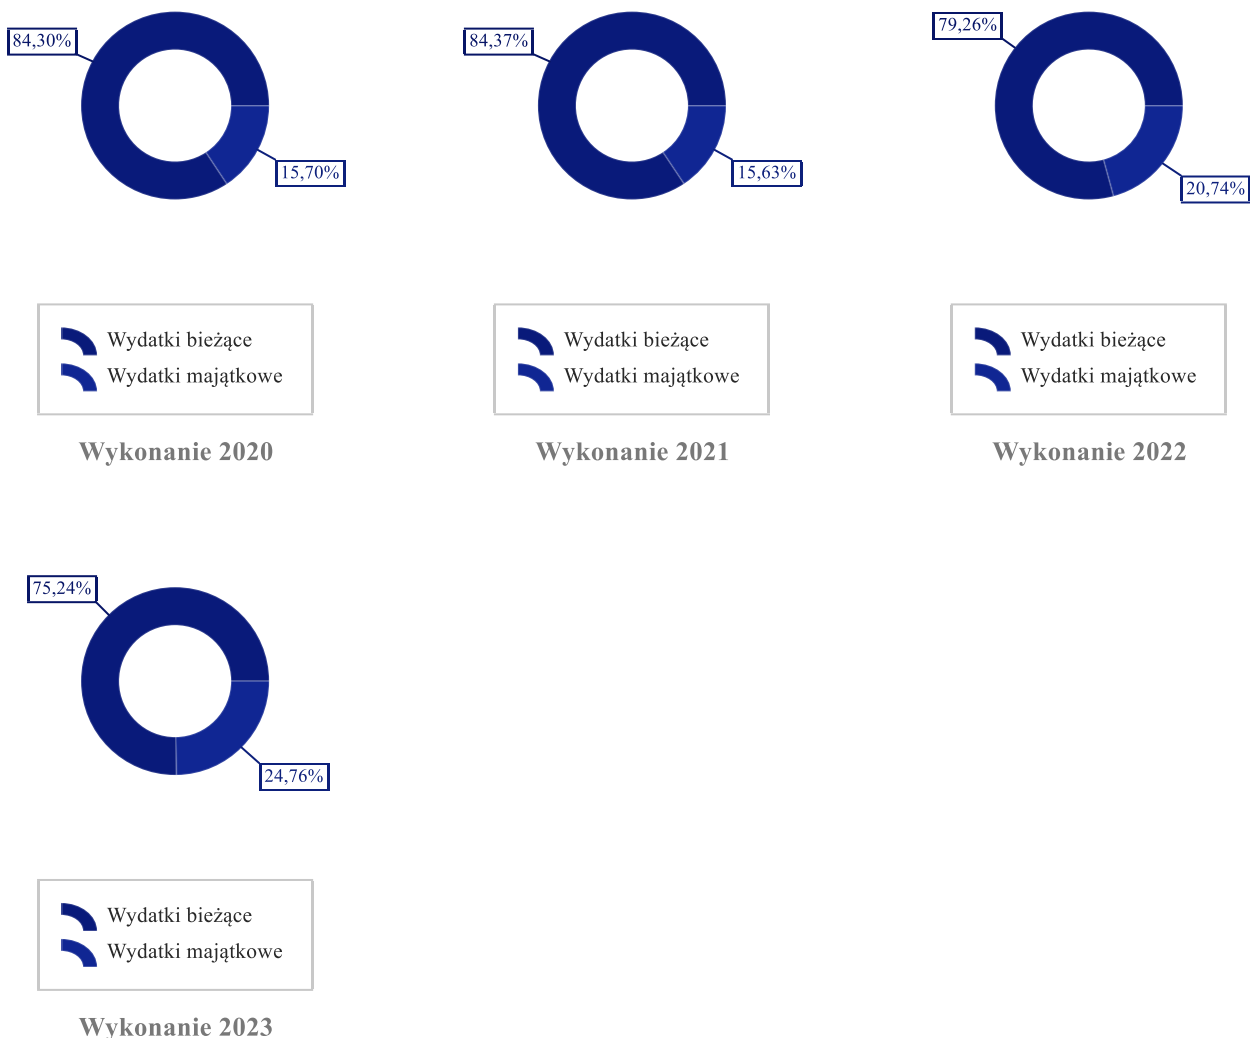 84,30%
15,70%
Wydatki bieżące
Wydatki majątkowe
Wykonanie 2020
84,37%
15,63%
Wydatki bieżące
Wydatki majątkowe
Wykonanie 2021
79,26%
20,74%
Wydatki bieżące
Wydatki majątkowe
Wykonanie 2022
75,24%
24,76%
Wydatki bieżące
Wydatki majątkowe
Wykonanie 2023